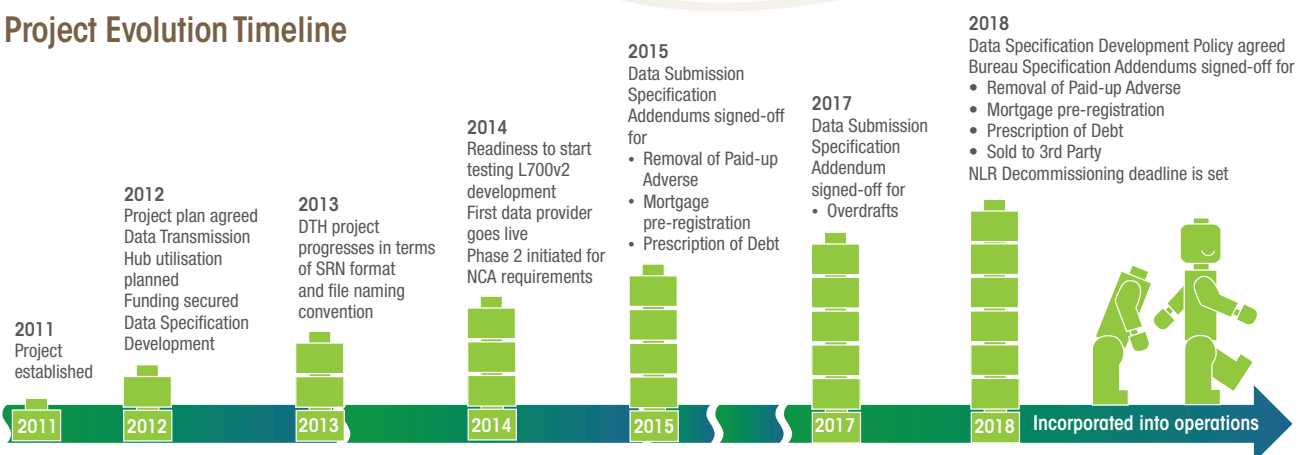 Project Evolution Timeline
2011
Project
established
2012
Project plan agreed
Data Transmission
Hub utilisation
planned
Funding secured
Data Specification
Development
2013
DTH project
progresses in terms
of SRN format
and file naming
convention
2014
Readiness to start
testing L700v2
development
First data provider
goes live
Phase 2 initiated for
NCA requirements
2015
Data Submission
Specification
Addendums signed-off
for
• Removal of Paid-up
Adverse
• Mortgage
pre-registration
• Prescription of Debt
2017
Data Submission
Specification
Addendum
signed-off for
• Overdrafts
2018
Data Specification Development Policy agreed
Bureau Specification Addendums signed-off for
• Removal of Paid-up Adverse
• Mortgage pre-registration
• Prescription of Debt
• Sold to 3rd Party
NLR Decommissioning deadline is set
2011
2012
2013
2014
2015
2017
2018
Incorporated into operations